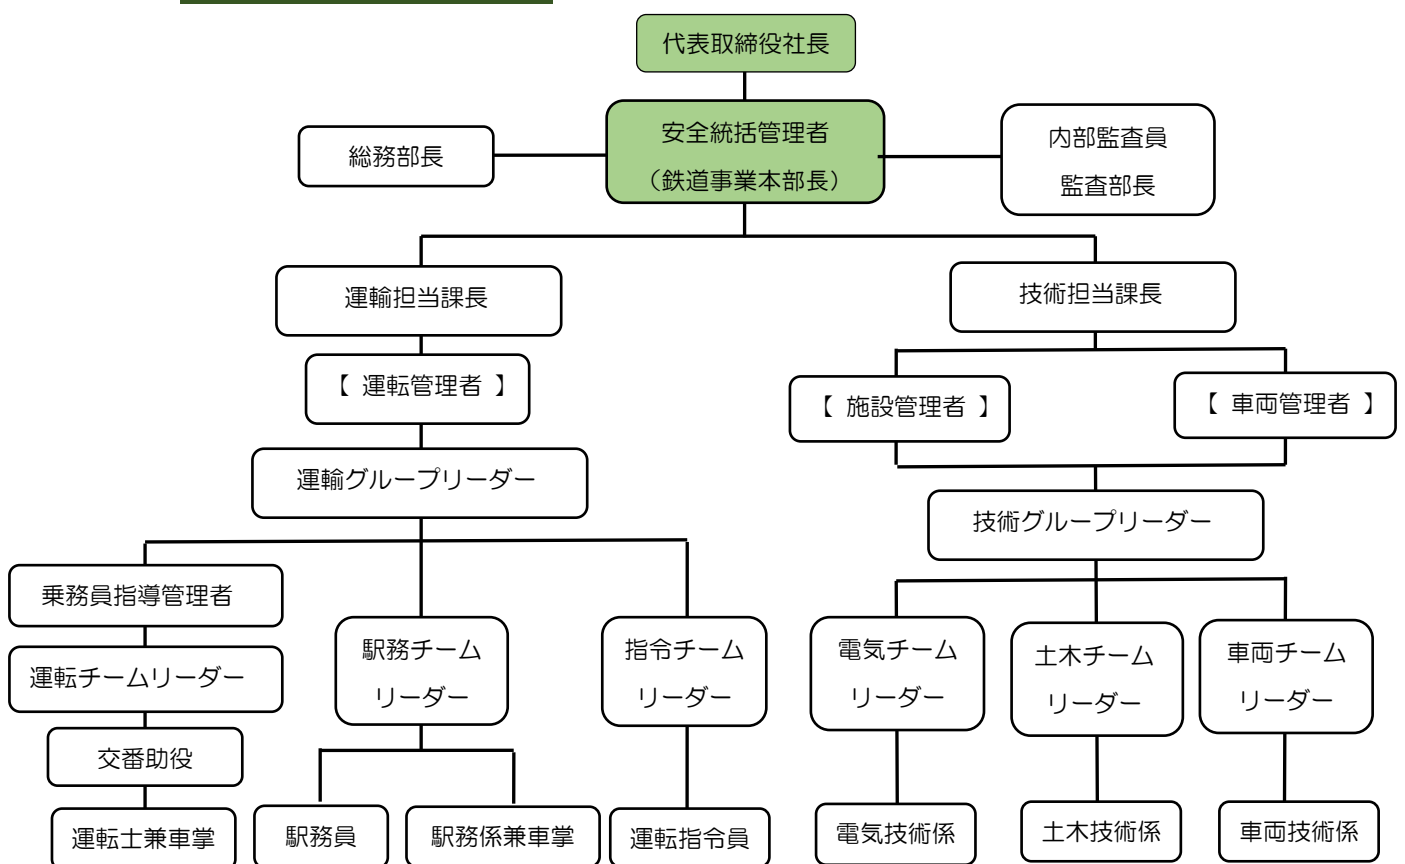 代表取締役社長
安全統括管理者
（鉄道事業本部長）
総務部長
内部監査員
監査部長
運輸担当課長
技術担当課長
【 運転管理者 】
【 施設管理者 】
【 車両管理者 】
運輸グループリーダー
技術グループリーダー
乗務員指導管理者
運転チームリーダー
交番助役
運転士兼車掌
駅務チーム
リーダー
駅務員
駅務係兼車掌
指令チーム
リーダー
運転指令員
電気チーム
リーダー
電気技術係
土木チーム
リーダー
土木技術係
車両チーム
リーダー
車両技術係